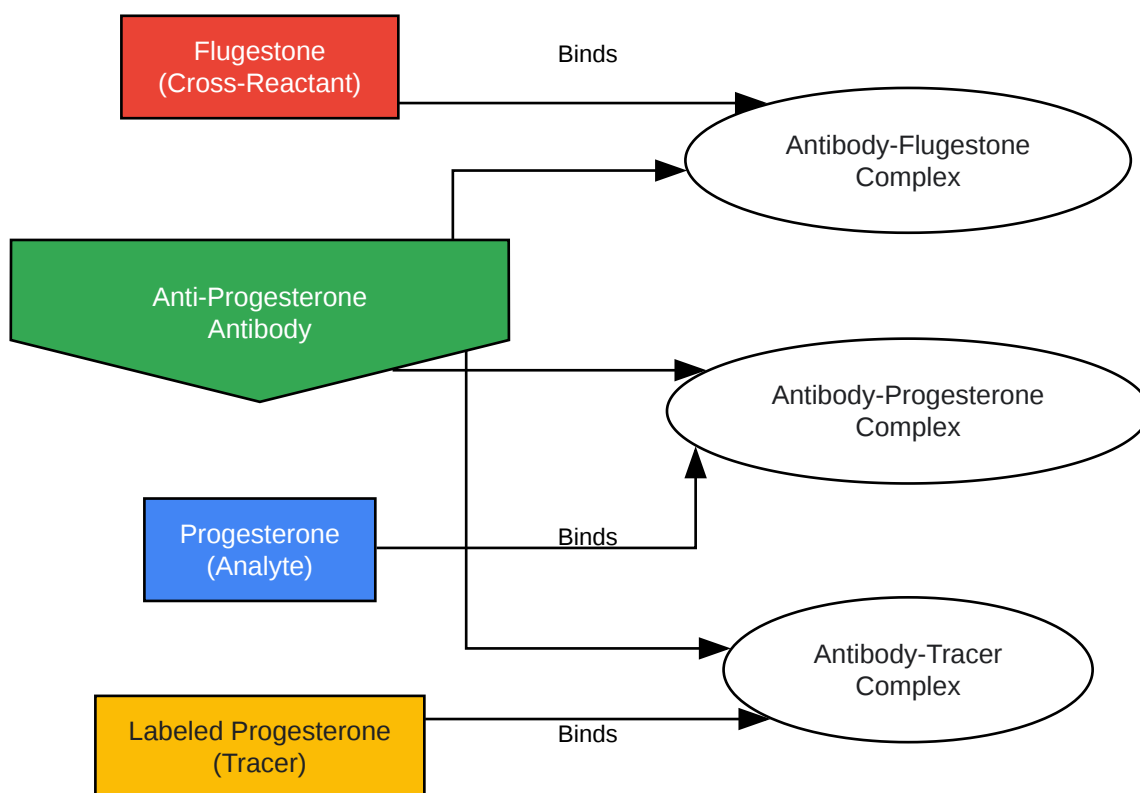 Flugestone
(Cross-Reactant)
Binds
Antibody-Flugestone
Complex
Anti-Progesterone
Antibody
Antibody-Progesterone
Complex
Progesterone
(Analyte)
Binds
Antibody-Tracer
Complex
Labeled Progesterone
(Tracer)
Binds